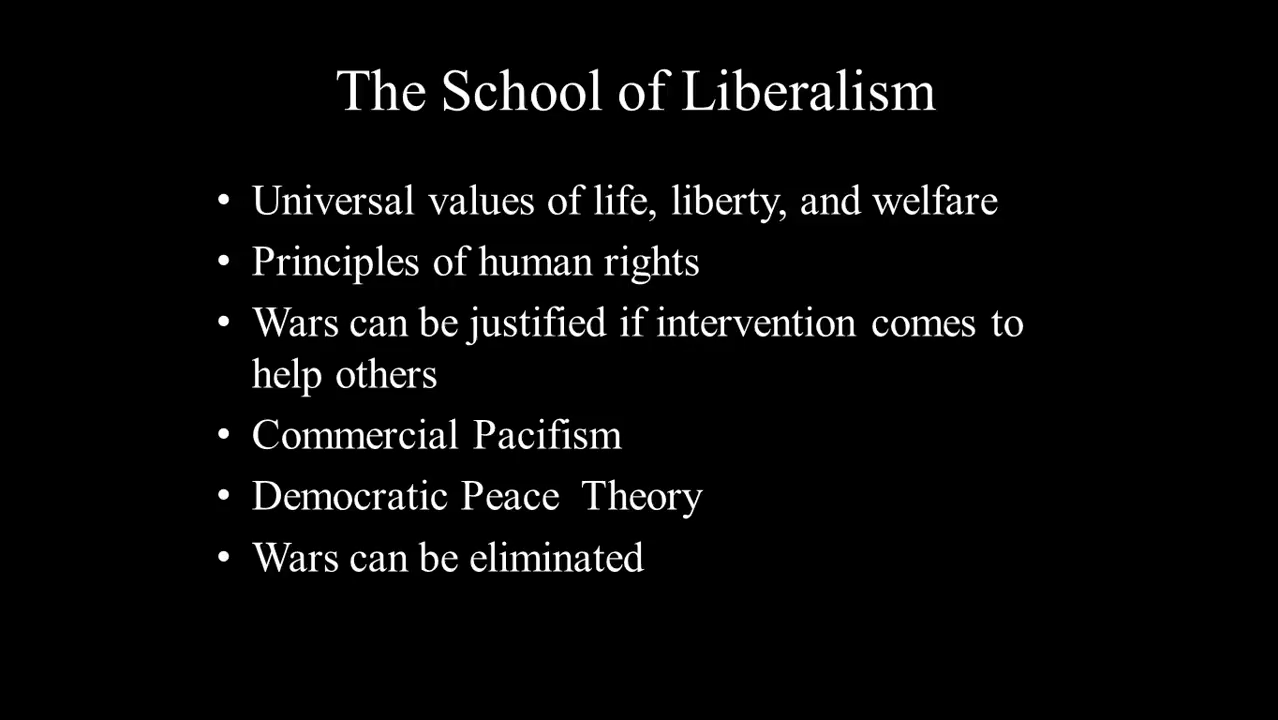 The School of Liberalism
• Universal values of life, liberty, and welfare
• Principles of human rights
• Wars can be justified if intervention comes to
help others
• Commercial Pacifism
• Democratic Peace  Theory
• Wars can be eliminated